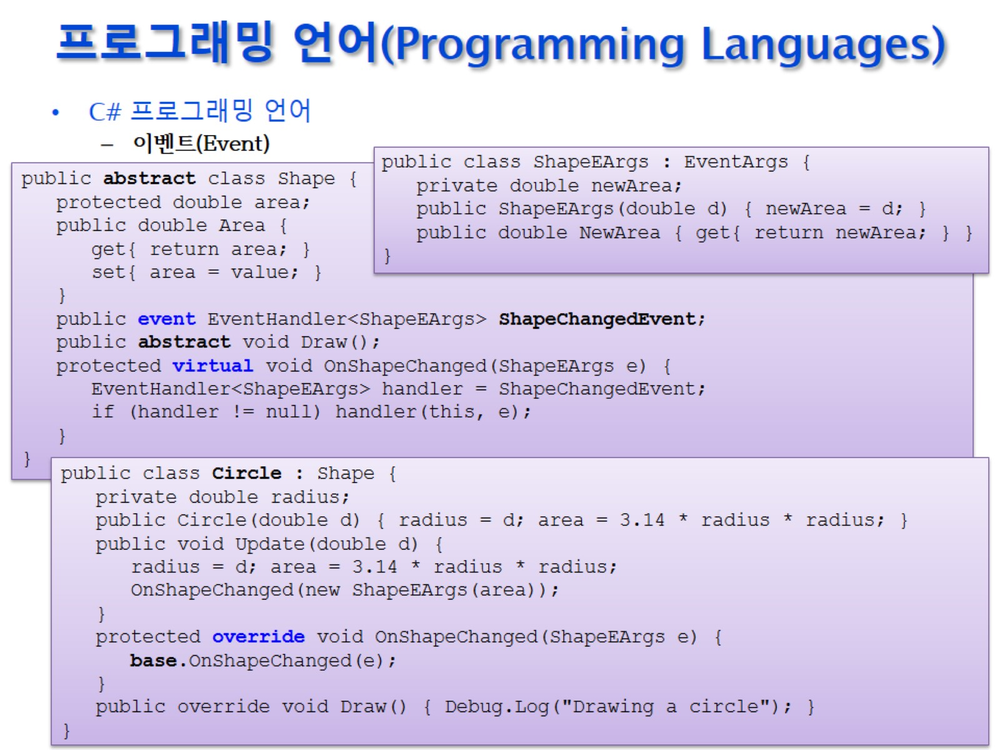 프로그래밍 언어(Programming Languages)
• C# 프로그래밍 언어
– 이벤트(Event)
public abstract class Shape {
protected double area;
public double Area {
get{ return area; }
set{ area = value; }
}
public event EventHandler<ShapeEArgs> ShapeChangedEvent;
public abstract void Draw();
protected virtual void OnShapeChanged(ShapeEArgs e) {
EventHandler<ShapeEArgs> handler = ShapeChangedEvent;
if (handler != null) handler(this, e);
}
}
public class ShapeEArgs : EventArgs {
private double newArea;
public ShapeEArgs(double d) { newArea = d; }
public double NewArea { get{ return newArea; } }
}
public class Circle : Shape {
private double radius;
public Circle(double d) { radius = d; area = 3.14 * radius * radius; }
public void Update(double d) {
radius = d; area = 3.14 * radius * radius;
OnShapeChanged(new ShapeEArgs(area));
}
protected override void OnShapeChanged(ShapeEArgs e) {
base.OnShapeChanged(e);
}
public override void Draw() { Debug.Log("Drawing a circle"); }
}